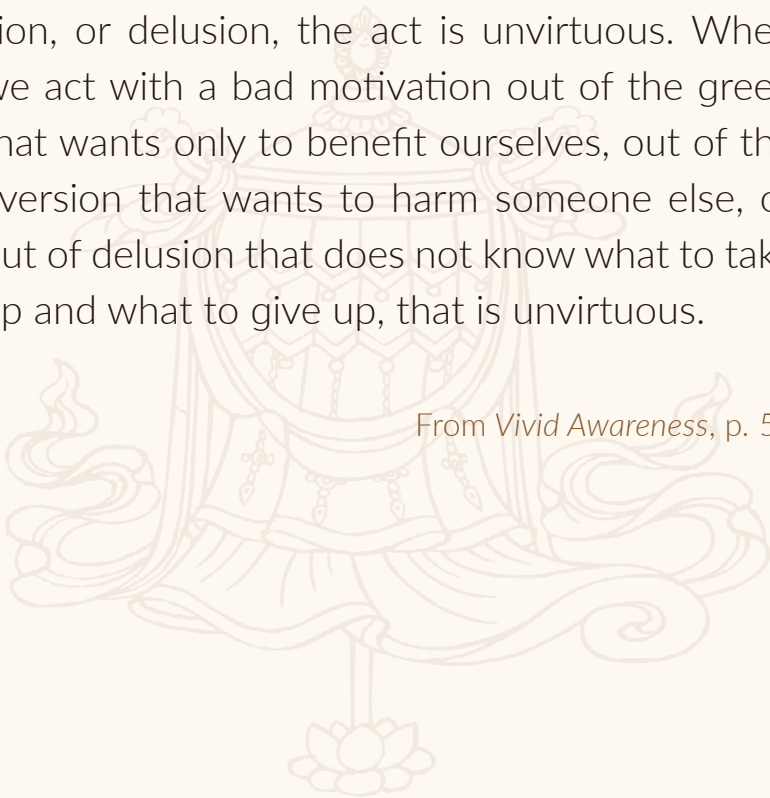 ion, or delusion, the act is unvirtuous. Whe
ve act with a bad motivation out of the gree
hat wants only to benefit ourselves, out of th
version that wants to harm someone else, o
ut of delusion that does not know what to tak
p and what to give up, that is unvirtuous.
From Vivid Awareness, p. 5